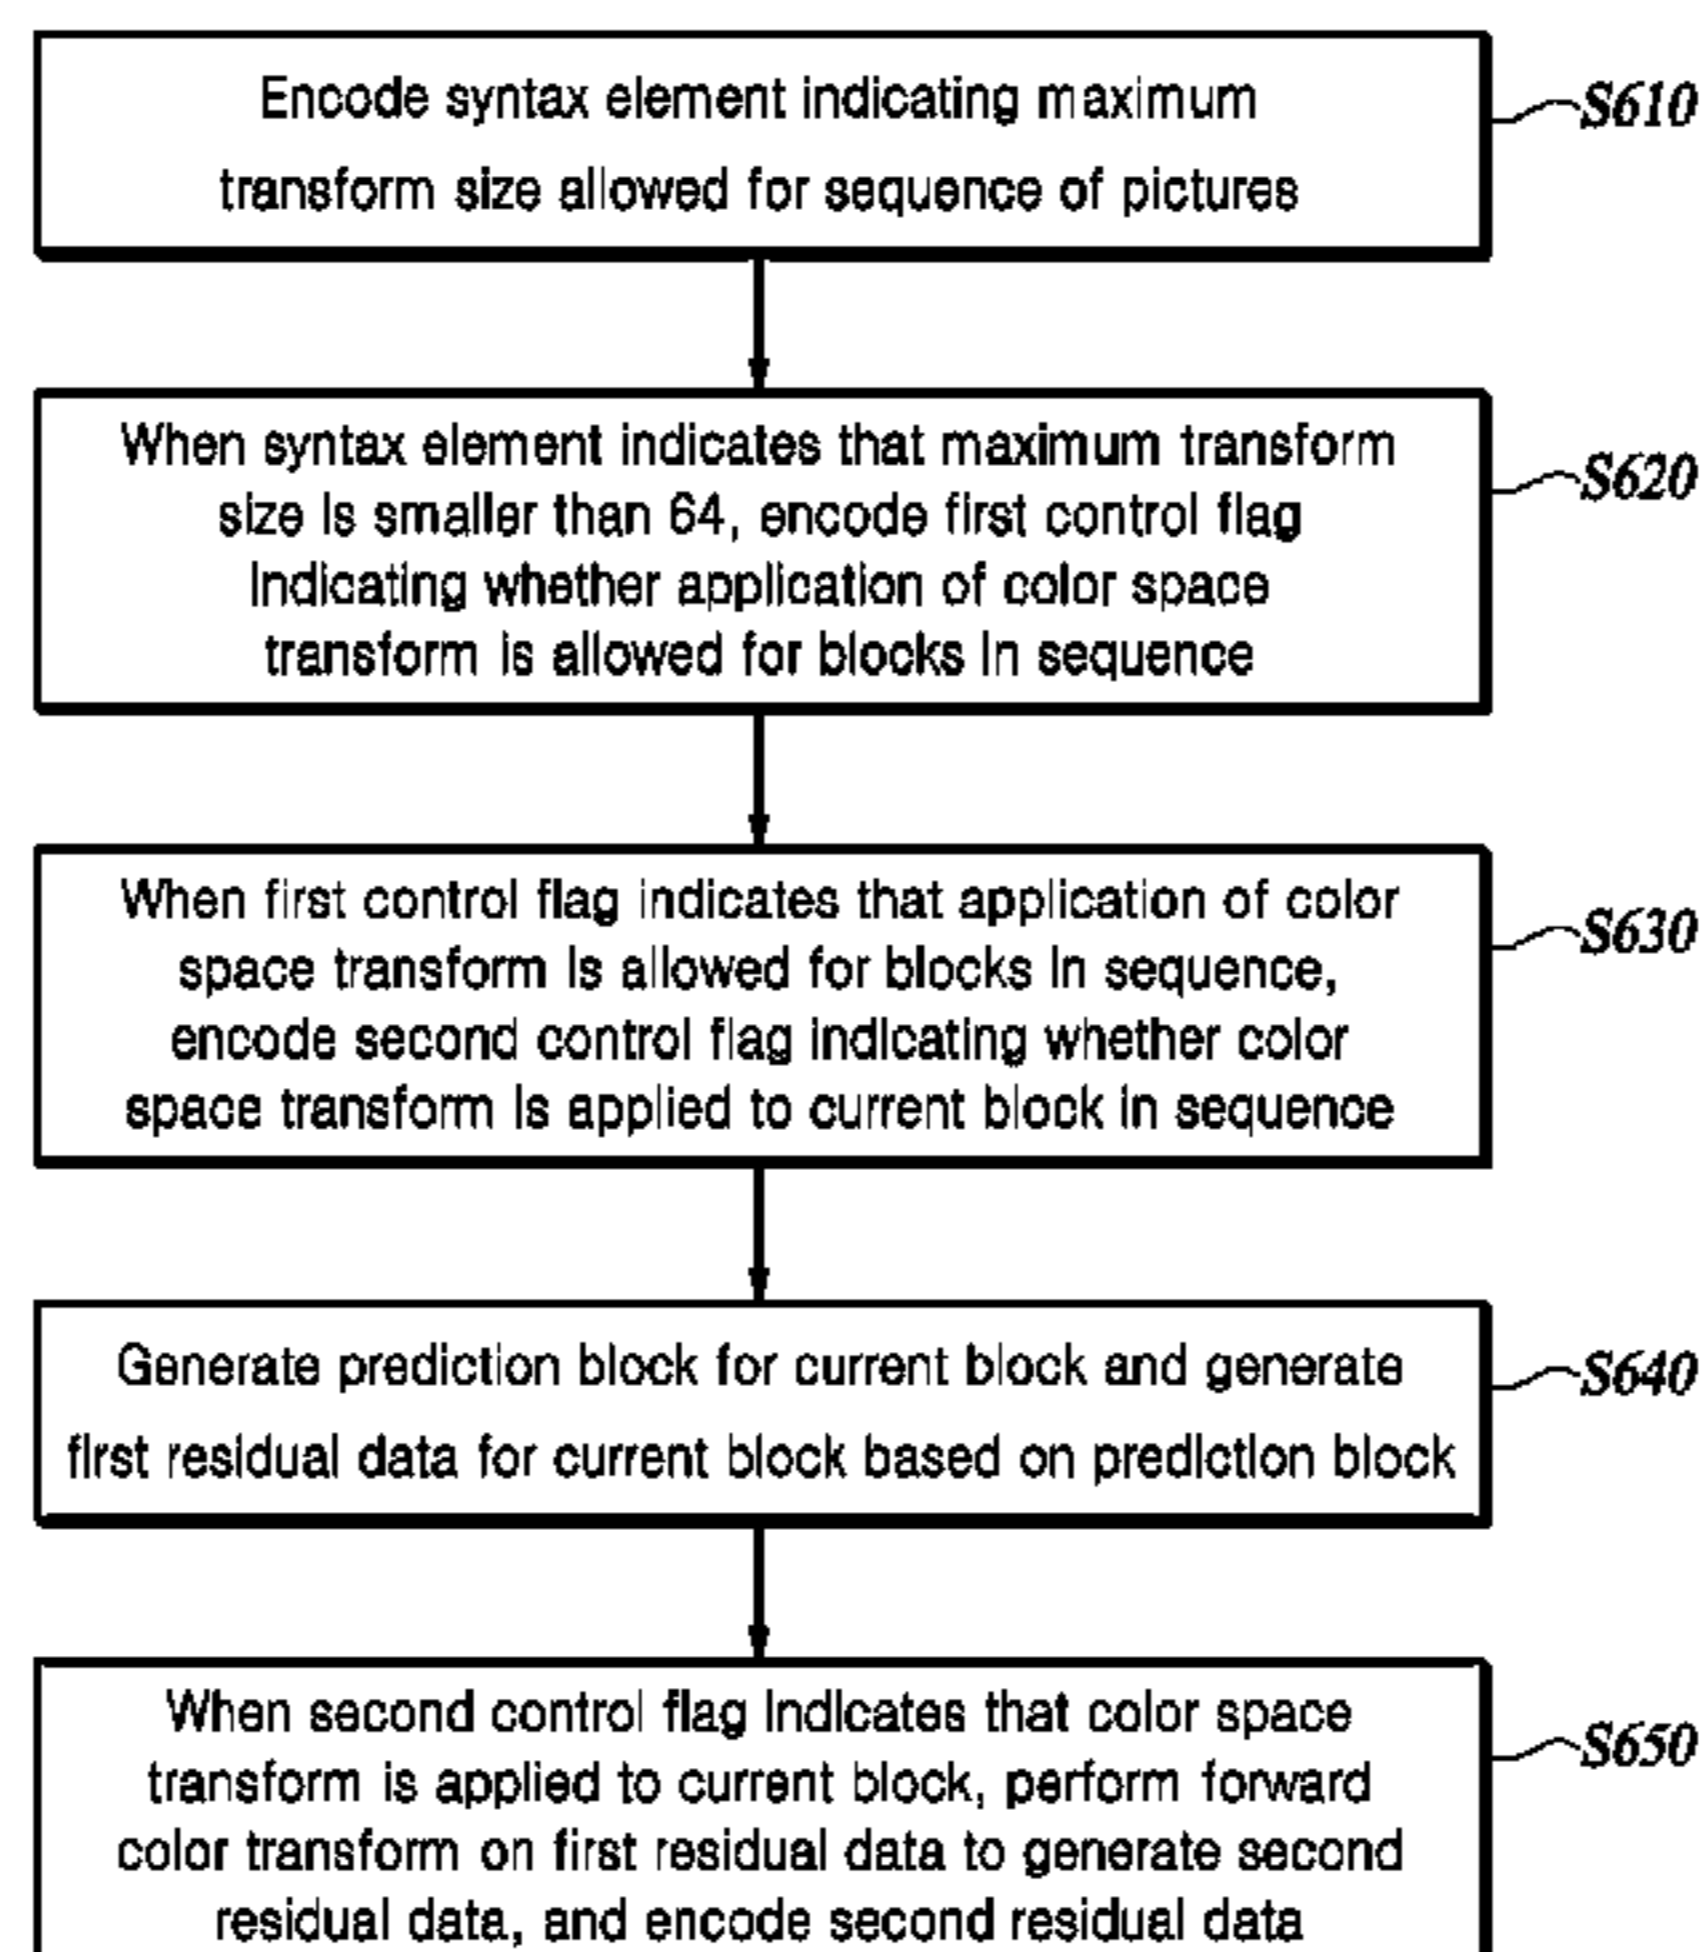 Encode syntax element indicating maximum
transform size allowed for sequence of pictures
S610
When syntax element indicates that maximum transform
size is smaller than 64, encode first control flag
indicating whether application of color space
transform is allowed for blocks in sequence
S620
When first control flag indicates that application of color
space transform is allowed for blocks in sequence,
encode second control flag indicating whether color
space transform is applied to current block in sequence
S630
Generate prediction block for current block and generate
first residual data for current block based on prediction block
S640
When second control flag indicates that color space
transform is applied to current block, perform forward
color transform on first residual data to generate second
residual data, and encode second residual data
S650